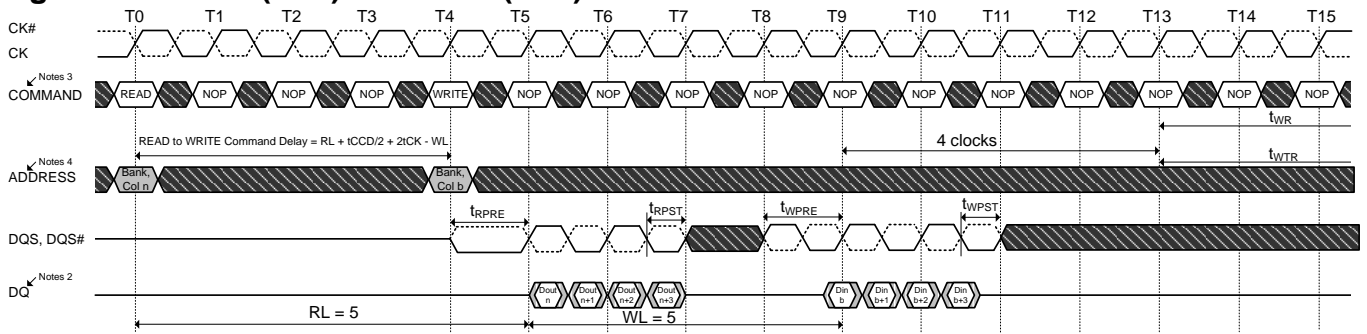 T0 T1 T2 T3 T4 T5 T6 T7 T8 T9 T10 T11 T12 T13 T14 T15
CK#
CK
Notes 3
COMMAND READ NOP NOP NOP WRITE NOP NOP NOP NOP NOP NOP NOP NOP NOP NOP NOP
READ to WRITE Command Delay = RL + tCCD/2 + 2tCK - WL
4 clocks
tWR
Notes 4
ADDRESS
Bank, Col n
Bank, Col b
tWTR
tRPRE tRPST tWPRE tWPST
DQS, DQS#
Notes 2
DQ
Dout n
Dout n+1
Dout n+2
Dout n+3
Din b
Din b+1
Din b+2
Din b+3
RL = 5 WL = 5